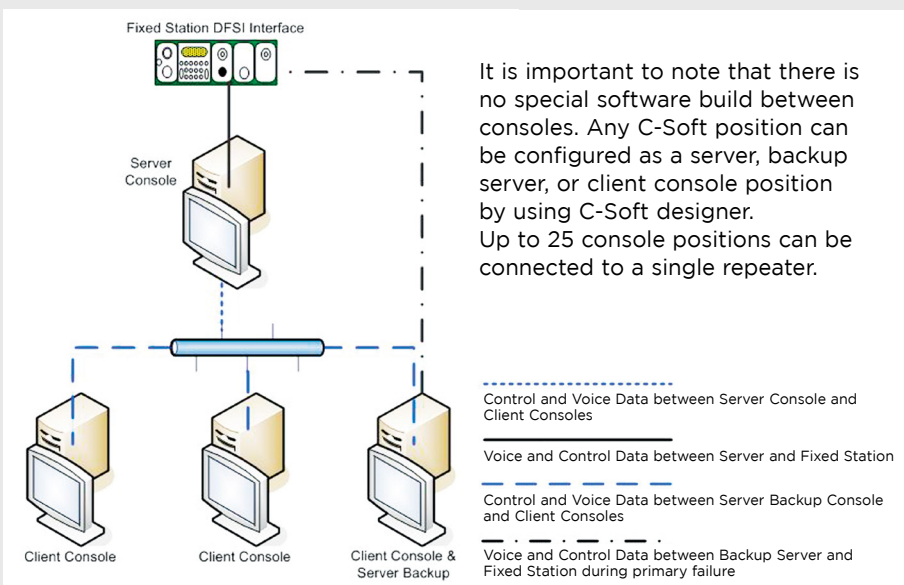 Fixed Station DFSI Interface
It is important to note that there is
no special software build between
consoles. Any C-Soft position can
be configured as a server, backup
server, or client console position
by using C-Soft designer.
Up to 25 console positions can be
connected to a single repeater.
Server
Console
Control and Voice Data between Server Console and
Client Consoles
Voice and Control Data between Server and Fixed Station
Control and Voice Data between Server Backup Console
and Client Consoles
Voice and Control Data between Backup Server and
Fixed Station during primary failure
Client Console
Client Console
Client Console &
Server Backup